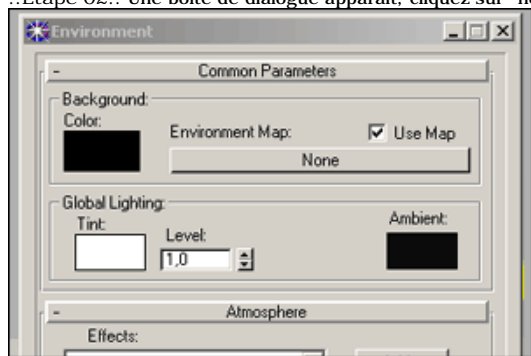 ..Etape 02.. Une boite de dialogue apparaît, cliquez sur
Environment
- Common Parameters
Background:
Color:
Environment Map:
Use Map
None
Global Lighting:
Tint:
Level:
1,0
Ambient:
- Atmosphere
Effects: